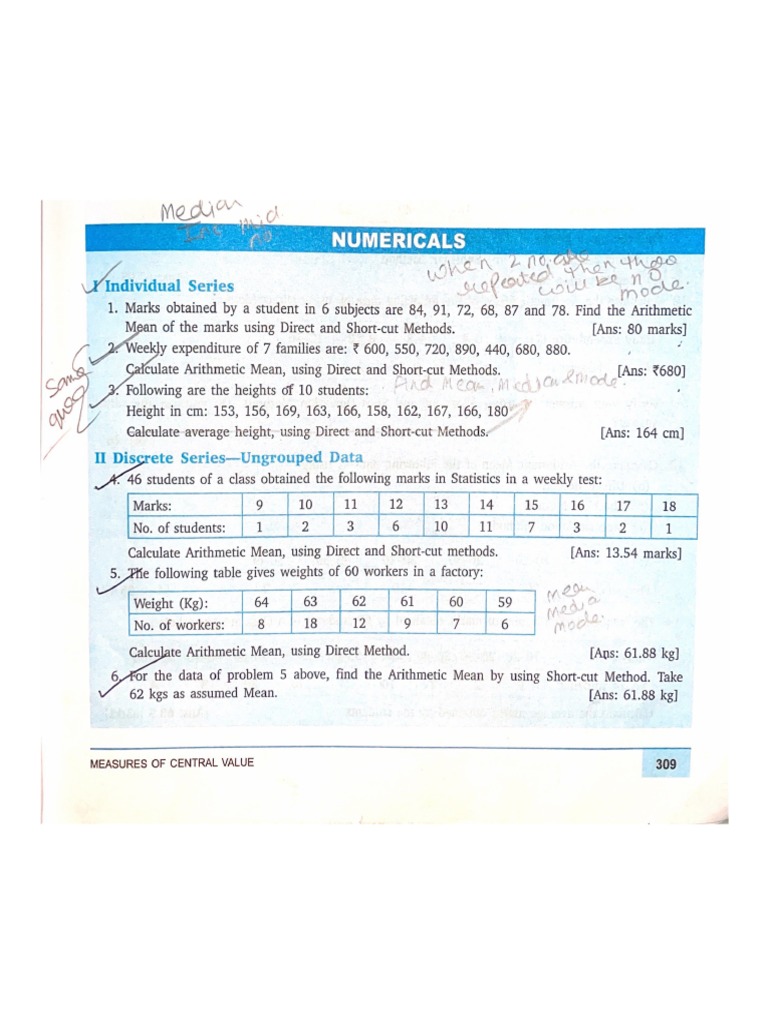 Median
mid
no
NUMERICALS
when 2 no. are
repeated then there
will be no
mode.
I Individual Series
1. Marks obtained by a student in 6 subjects are 84, 91, 72, 68, 87 and 78. Find the Arithmetic
Mean of the marks using Direct and Short-cut Methods. [Ans: 80 marks]
2. Weekly expenditure of 7 families are: ₹ 600, 550, 720, 890, 440, 680, 880.
Calculate Arithmetic Mean, using Direct and Short-cut Methods. [Ans: ₹680]
Same
ques
3. Following are the heights of 10 students: Find Mean, Median & mode.
Height in cm: 153, 156, 169, 163, 166, 158, 162, 167, 166, 180
Calculate average height, using Direct and Short-cut Methods. [Ans: 164 cm]
II Discrete Series—Ungrouped Data
4. 46 students of a class obtained the following marks in Statistics in a weekly test:
Marks: 9 10 11 12 13 14 15 16 17 18
No. of students: 1 2 3 6 10 11 7 3 2 1
Calculate Arithmetic Mean, using Direct and Short-cut methods. [Ans: 13.54 marks]
5. The following table gives weights of 60 workers in a factory:
Weight (Kg): 64 63 62 61 60 59
No. of workers: 8 18 12 9 7 6
mean
media
mode.
Calculate Arithmetic Mean, using Direct Method. [Ans: 61.88 kg]
6. For the data of problem 5 above, find the Arithmetic Mean by using Short-cut Method. Take
62 kgs as assumed Mean. [Ans: 61.88 kg]
MEASURES OF CENTRAL VALUE 309